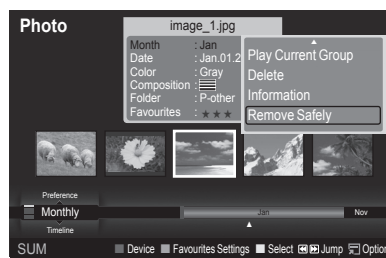 Photo
image_1.jpg
Month : Jan
Date : Jan.01.2
Color : Gray
Composition :
Folder : P-other
Favourites : ★ ★ ★
Play Current Group
Delete
Information
Remove Safely
Preference
Monthly
Timeline
Jan
Nov
SUM
Device
Favourites Settings
Select
Jump
Option